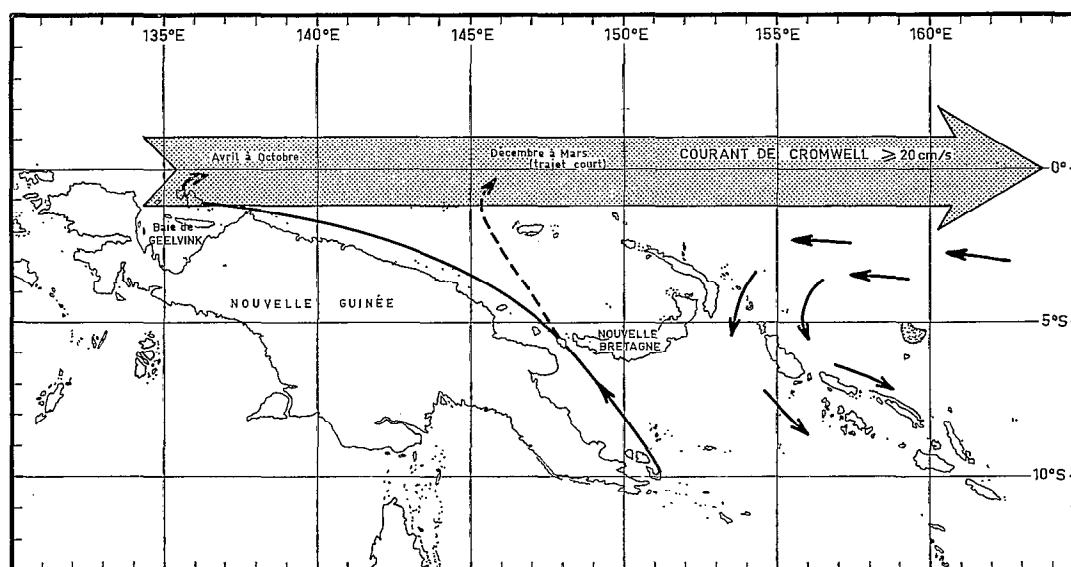 135°E 140°E 145°E 150°E 155°E 160°E
Avril à Octobre
Décembre à Mars
(trajet court)
COURANT DE CROMWELL ⩾ 20 cm/s
0°
Baie de
GEELVINK
NOUVELLE GUINÉE
NOUVELLE
BRETAGNE
5°S
10°S